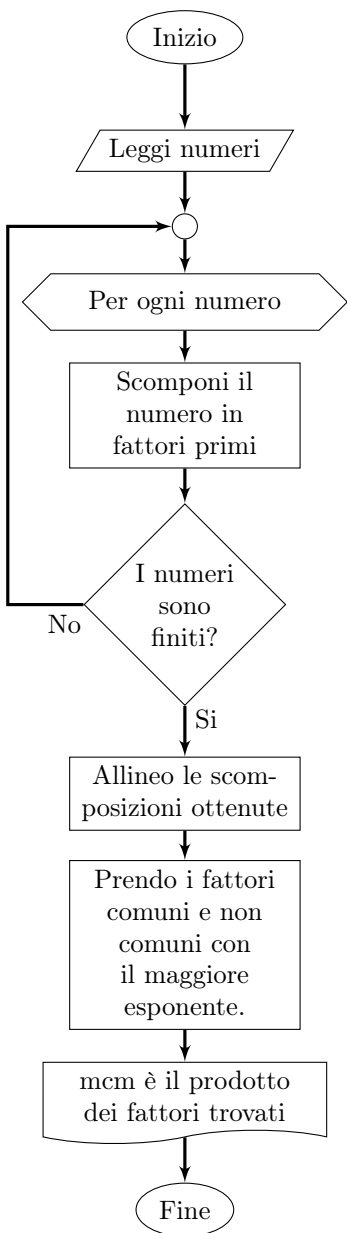 Inizio
Leggi numeri
Per ogni numero
Scomponi il
numero in
fattori primi
I numeri
sono
finiti?
No
Si
Allineo le scom-
posizioni ottenute
Prendo i fattori
comuni e non
comuni con
il maggiore
esponente.
mcm è il prodotto
dei fattori trovati
Fine